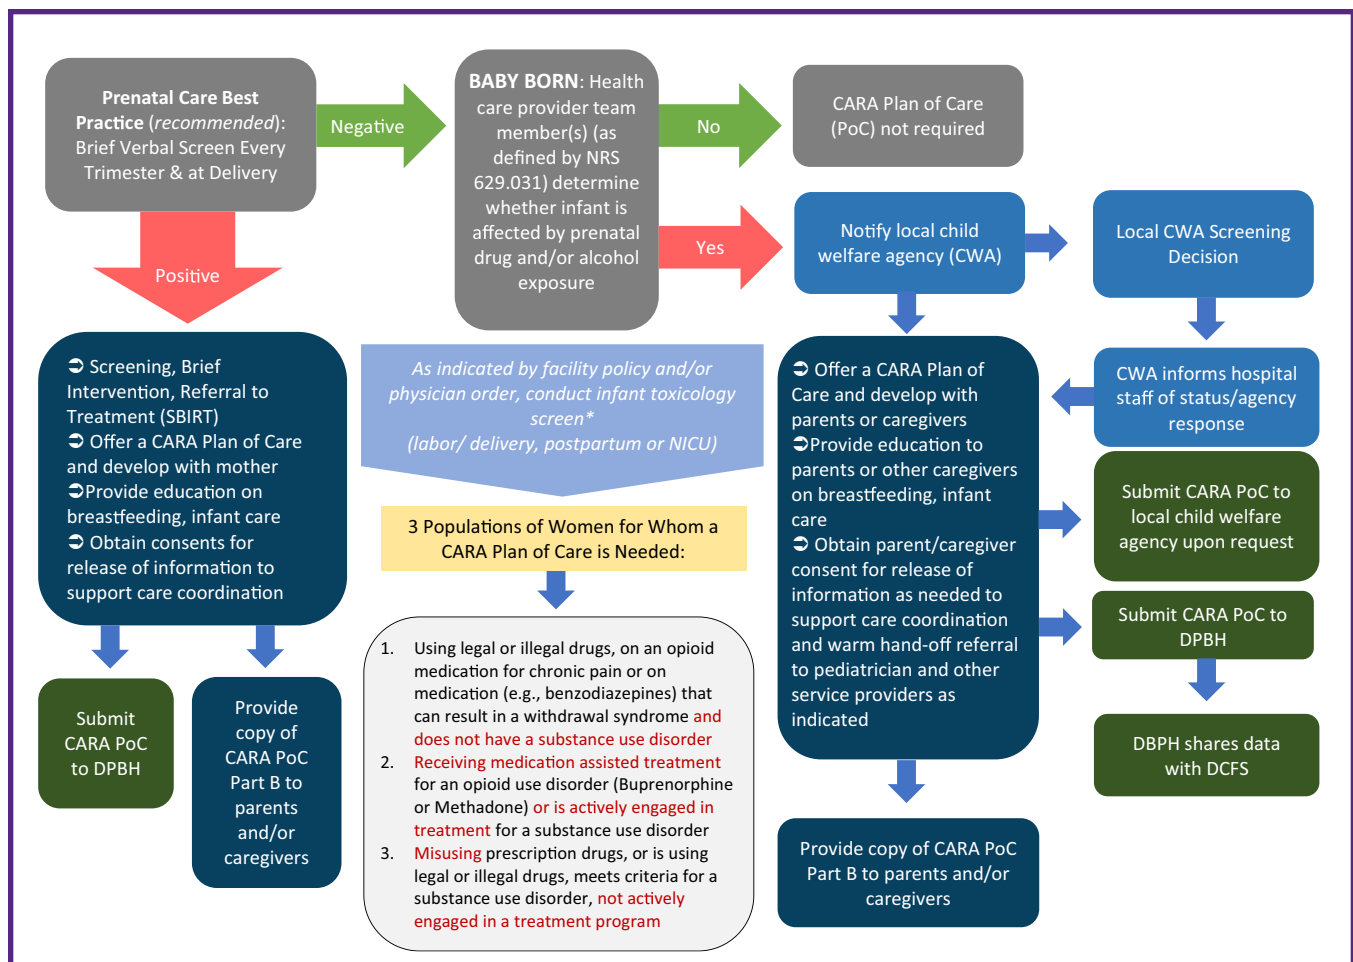 Prenatal Care Best
Practice (recommended):
Brief Verbal Screen Every
Trimester & at Delivery
Negative
Positive
BABY BORN: Health
care provider team
member(s) (as
defined by NRS
629.031) determine
whether infant is
affected by prenatal
drug and/or alcohol
exposure
No
Yes
CARA Plan of Care
(PoC) not required
Notify local child
welfare agency (CWA)
Local CWA Screening
Decision
CWA informs hospital
staff of status/agency
response
➲ Screening, Brief
Intervention, Referral to
Treatment (SBIRT)
➲ Offer a CARA Plan of Care
and develop with mother
➲Provide education on
breastfeeding, infant care
➲ Obtain consents for
release of information to
support care coordination
Submit
CARA PoC
to DPBH
Provide
copy of
CARA PoC
Part B to
parents
and/or
caregivers
As indicated by facility policy and/or
physician order, conduct infant toxicology
screen*
(labor/ delivery, postpartum or NICU)
3 Populations of Women for Whom a
CARA Plan of Care is Needed:
1. Using legal or illegal drugs, on an opioid
medication for chronic pain or on
medication (e.g., benzodiazepines) that
can result in a withdrawal syndrome and
does not have a substance use disorder
2. Receiving medication assisted treatment
for an opioid use disorder (Buprenorphine
or Methadone) or is actively engaged in
treatment for a substance use disorder
3. Misusing prescription drugs, or is using
legal or illegal drugs, meets criteria for a
substance use disorder, not actively
engaged in a treatment program
➲ Offer a CARA Plan of
Care and develop with
parents or caregivers
➲Provide education to
parents or other caregivers
on breastfeeding, infant
care
➲ Obtain parent/caregiver
consent for release of
information as needed to
support care coordination
and warm hand-off referral
to pediatrician and other
service providers as
indicated
Provide copy of CARA PoC
Part B to parents and/or
caregivers
Submit CARA PoC to
local child welfare
agency upon request
Submit CARA PoC to
DPBH
DBPH shares data
with DCFS